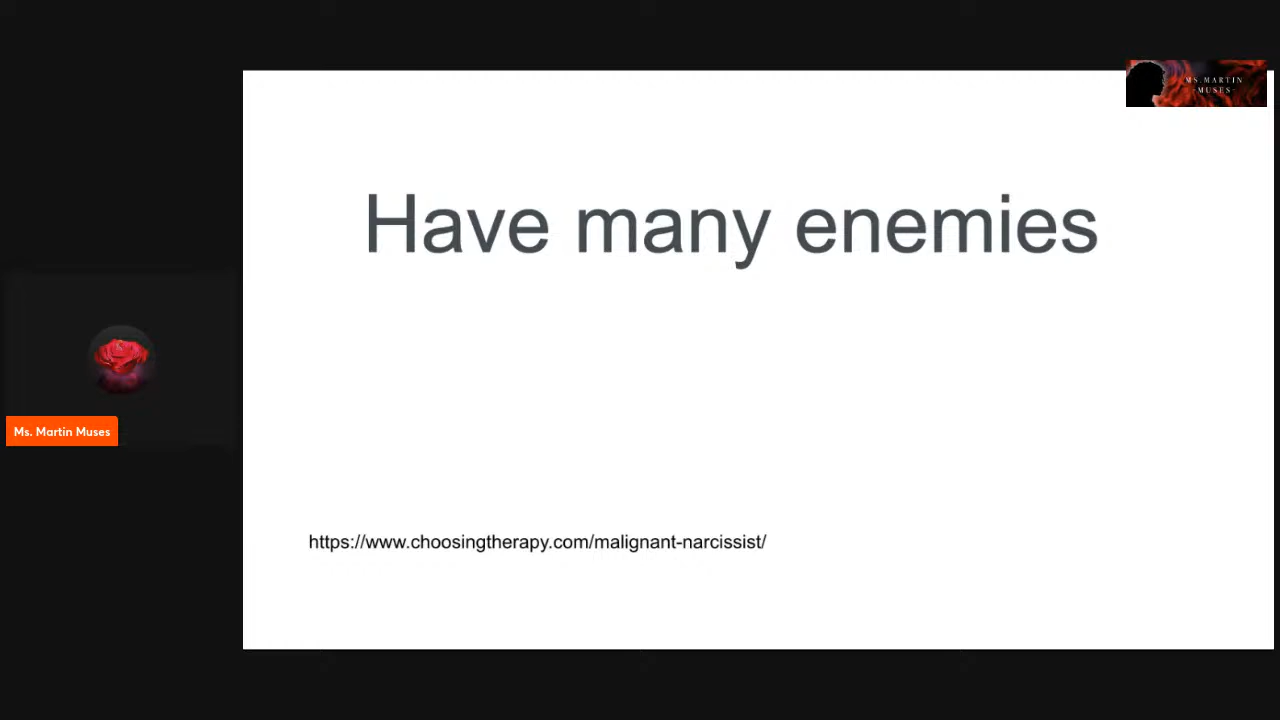 MS. MARTIN
-MUSES-
Have many enemies
Ms. Martin Muses
https://www.choosingtherapy.com/malignant-narcissist/